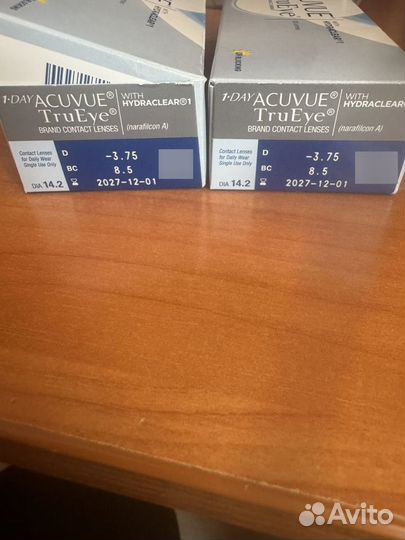 1-DAY ACUVUE®
TruEye®
BRAND CONTACT LENSES
WITH
HYDRACLEAR®1
(narafilcon A)
Contact Lenses
for Daily Wear
Single Use Only
DIA 14.2
D -3.75
BC 8.5
2027-12-01
1-DAY ACUVUE®
TruEye®
BRAND CONTACT LENSES
WITH
HYDRACLEAR®
(narafilcon A)
Contact Lenses
for Daily Wear
Single Use Only
DIA 14.2
D -3.75
BC 8.5
2027-12-01
Avito